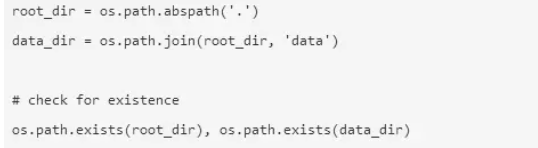 root_dir = os.path.abspath('.')
data_dir = os.path.join(root_dir, 'data')
# check for existence
os.path.exists(root_dir), os.path.exists(data_dir)